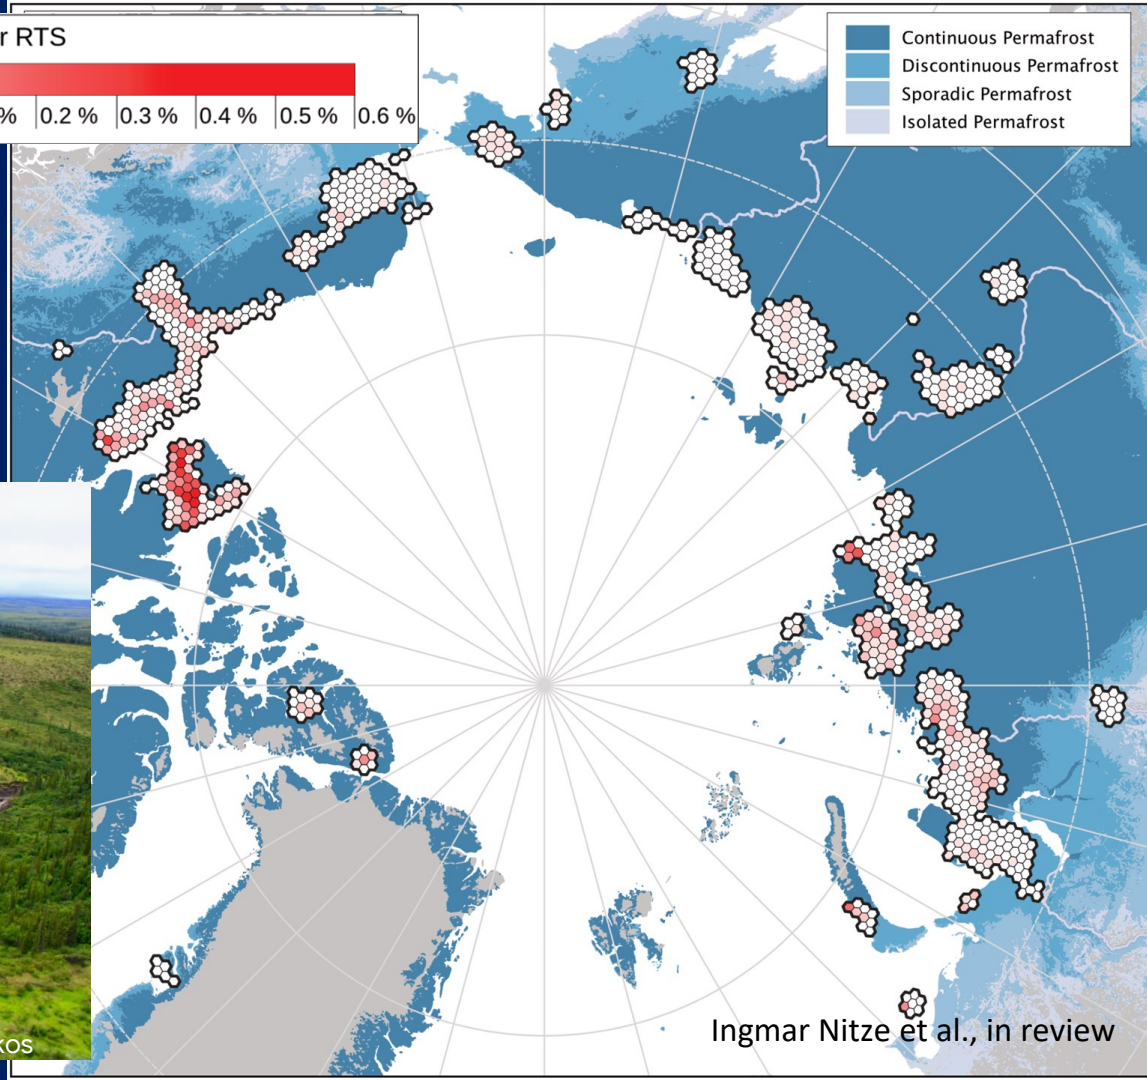 r RTS
% 0.2 % 0.3 % 0.4 % 0.5 % 0.6 %
Continuous Permafrost
Discontinuous Permafrost
Sporadic Permafrost
Isolated Permafrost
KOS
Ingmar Nitze et al., in review